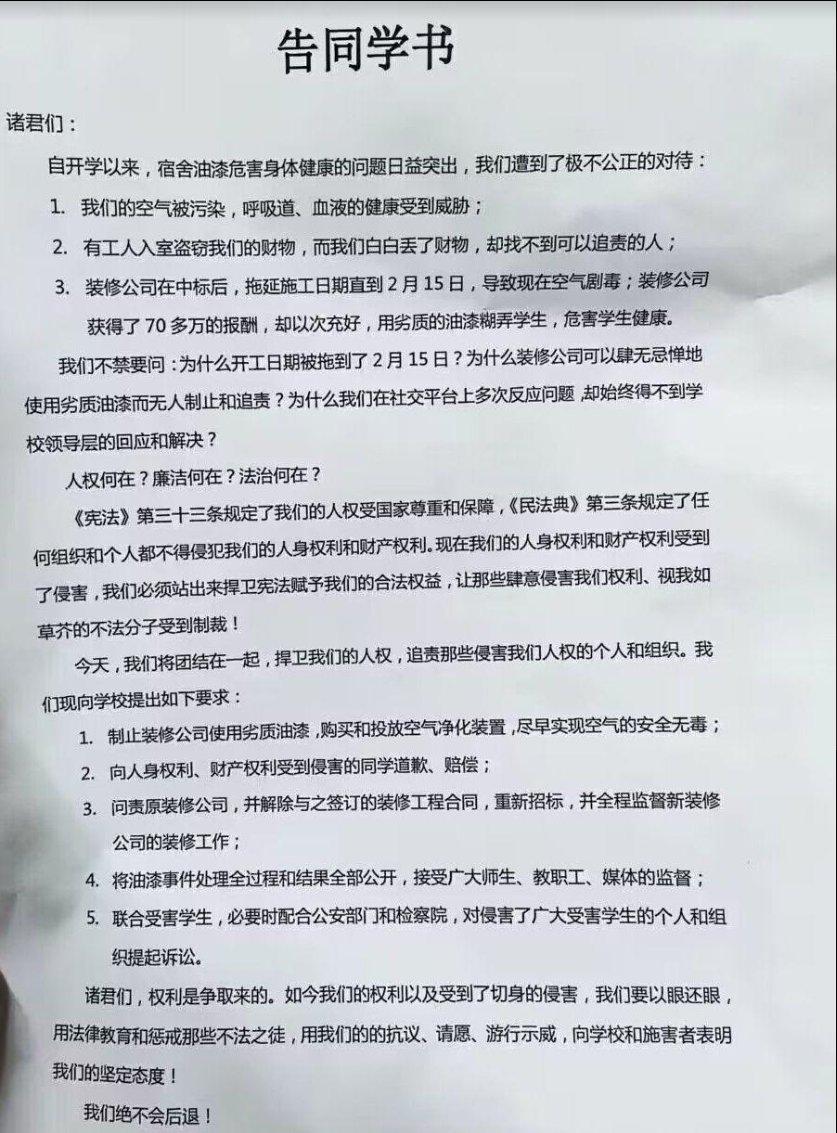 告同学书
诸君们：
自开学以来，宿舍油漆危害身体健康的问题日益突出，我们遭到了极不公正的对待：
1. 我们的空气被污染，呼吸道、血液的健康受到威胁；
2. 有工人入室盗窃我们的财物，而我们白白丢了财物，却找不到可以追责的人；
3. 装修公司在中标后，拖延施工日期直到2月15日，导致现在空气剧毒；装修公司
获得了70多万的报酬，却以次充好，用劣质的油漆糊弄学生，危害学生健康。
我们不禁要问：为什么开工日期被拖到了2月15日？为什么装修公司可以肆无忌惮地
使用劣质油漆而无人制止和追责？为什么我们在社交平台上多次反应问题，却始终得不到学
校领导层的回应和解决？
人权何在？廉洁何在？法治何在？
《宪法》第三十三条规定了我们的人权受国家尊重和保障，《民法典》第三条规定了任
何组织和个人都不得侵犯我们的人身权利和财产权利。现在我们的人身权利和财产权利受到
了侵害，我们必须站出来捍卫宪法赋予我们的合法权益，让那些肆意侵害我们权利、视我如
草芥的不法分子受到制裁！
今天，我们将团结在一起，捍卫我们的人权，追责那些侵害我们人权的个人和组织。我
们现向学校提出如下要求：
1. 制止装修公司使用劣质油漆，购买和投放空气净化装置，尽早实现空气的安全无毒；
2. 向人身权利、财产权利受到侵害的同学道歉、赔偿；
3. 问责原装修公司，并解除与之签订的装修工程合同，重新招标，并全程监督新装修
公司的装修工作；
4. 将油漆事件处理全过程和结果全部公开，接受广大师生、教职工、媒体的监督；
5. 联合受害学生，必要时配合公安部门和检察院，对侵害了广大受害学生的个人和组
织提起诉讼。
诸君们，权利是争取来的。如今我们的权利以及受到了切身的侵害，我们要以眼还眼，
用法律教育和惩戒那些不法之徒，用我们的的抗议、请愿、游行示威，向学校和施害者表明
我们的坚定态度！
我们绝不会后退！